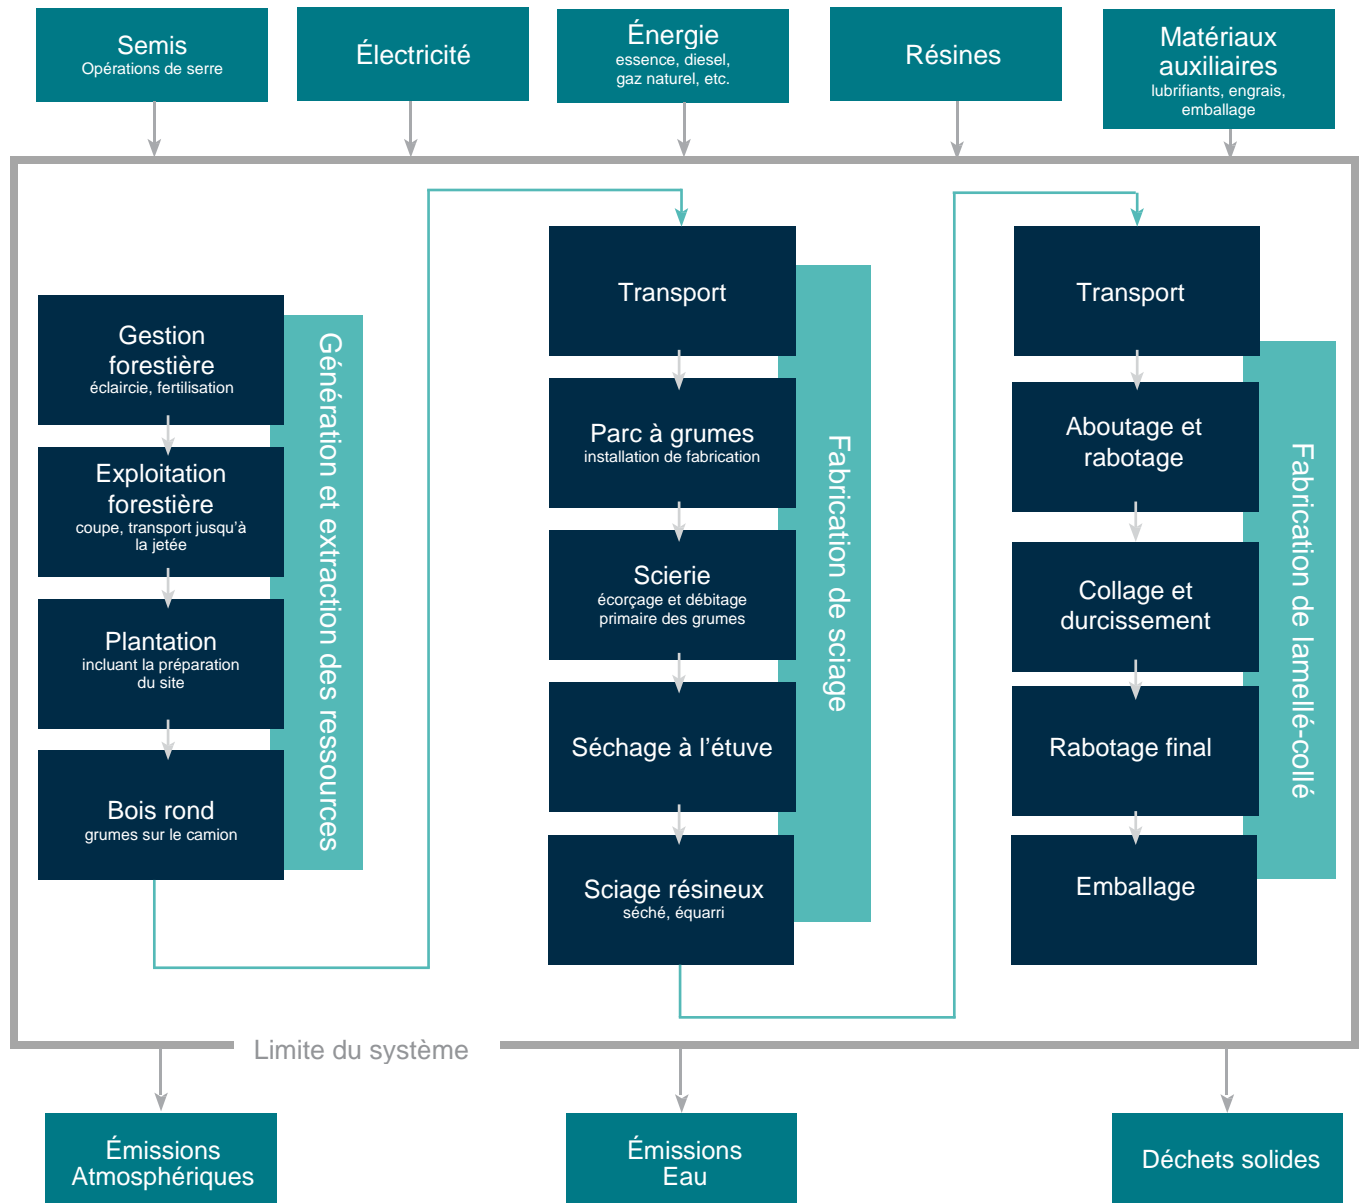 Semis
Opérations de serre
Électricité
Énergie
essence, diesel,
gaz naturel, etc.
Résines
Matériaux
auxiliaires
lubrifiants, engrais,
emballage
Gestion
forestière
éclaircie, fertilisation
Exploitation
forestière
coupe, transport jusqu’à
la jetée
Plantation
incluant la préparation
du site
Bois rond
grumes sur le camion
Génération et extraction des ressources
Transport
Parc à grumes
installation de fabrication
Scierie
écorçage et débitage
primaire des grumes
Séchage à l’étuve
Sciage résineux
séché, équarri
Fabrication de sciage
Transport
Aboutage et
rabotage
Collage et
durcissement
Rabotage final
Emballage
Fabrication de lamellé-collé
Limite du système
Émissions
Atmosphériques
Émissions
Eau
Déchets solides